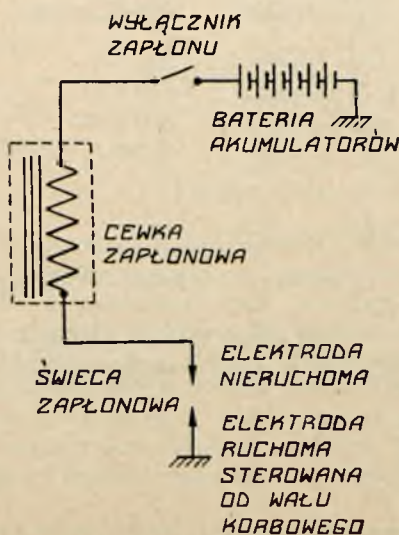 WYŁĄCZNIK
ZAPŁONU
BATERIA
AKUMULATORÓW
CEWKA
ZAPŁONOWA
ŚWIECA
ZAPŁONOWA
ELEKTRODA
NIERUCHOMA
ELEKTRODA
RUCHOMA
STEROWANA
OD WAŁU
KORBOWEGO